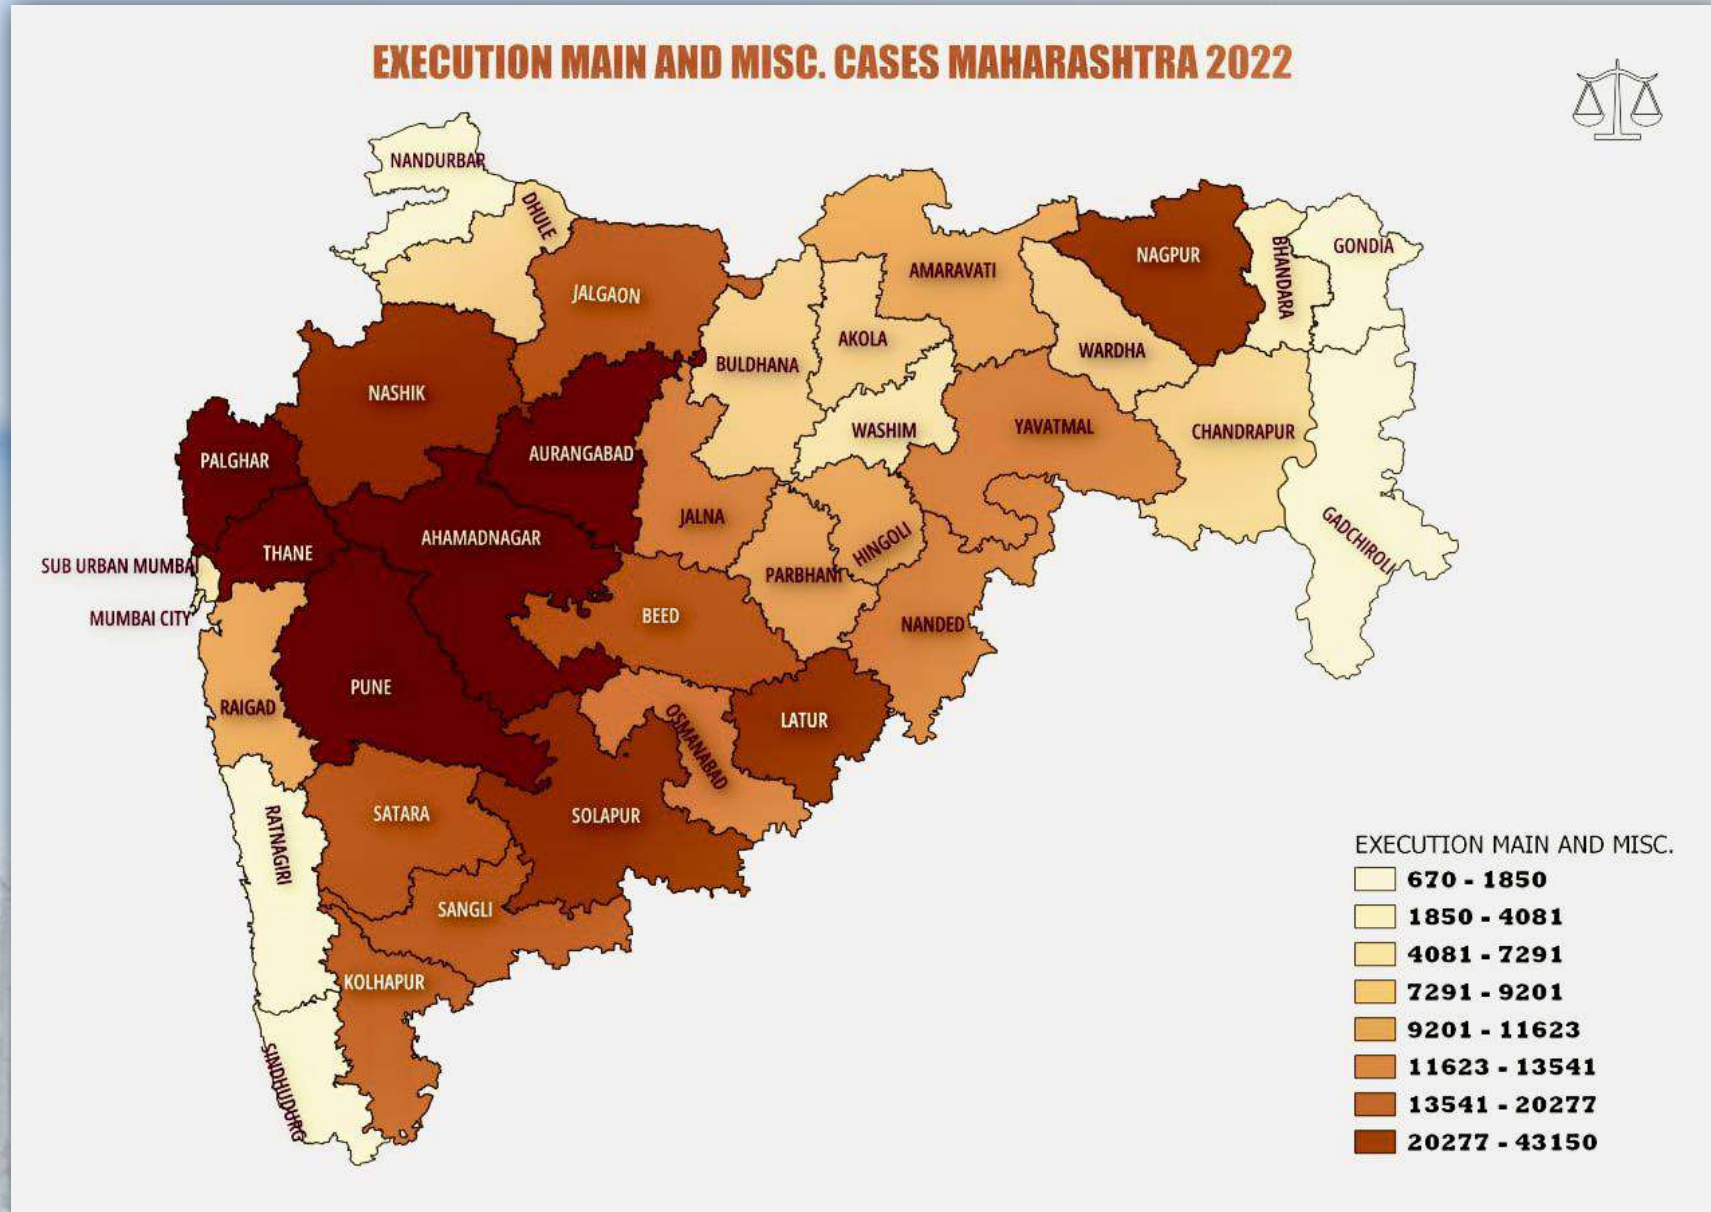 EXECUTION MAIN AND MISC. CASES MAHARASHTRA 2022
NANDURBAR
DHULE
JALGAON
NASHIK
PALGHAR
AURANGABAD
THANE
AHAMADNAGAR
SUB URBAN MUMBAI
MUMBAI CITY
RAIGAD
PUNE
BEED
JALNA
BULDHANA
AKOLA
WASHIM
AMARAVATI
WARDHA
NAGPUR
BHANDARA
GONDIA
YAVATMAL
CHANDRAPUR
GADCHIROLI
HINGOLI
PARBHANI
NANDED
LATUR
OSMANABAD
SOLAPUR
SATARA
SANGLI
KOLHAPUR
RATNAGIRI
SINDHUDURG
EXECUTION MAIN AND MISC.
670 - 1850
1850 - 4081
4081 - 7291
7291 - 9201
9201 - 11623
11623 - 13541
13541 - 20277
20277 - 43150